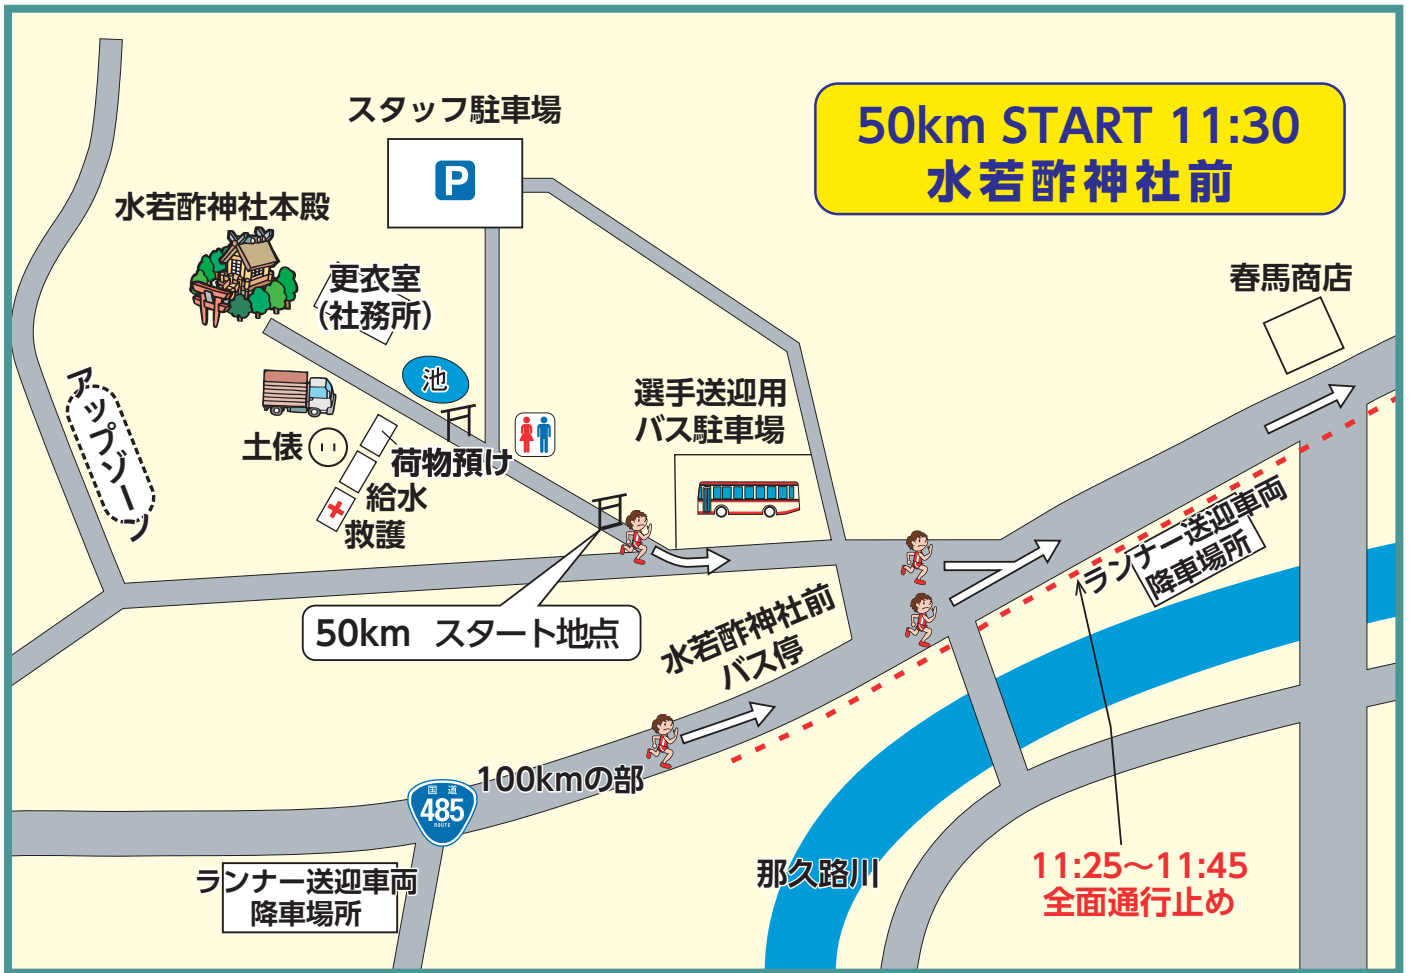 スタッフ駐車場
P
50km START 11:30
水若酢神社前
水若酢神社本殿
更衣室
(社務所)
春馬商店
池
アップゾーン
選手送迎用
バス駐車場
土俵
荷物預け
給水
救護
ランナー送迎車両
降車場所
50km スタート地点
水若酢神社前
バス停
100kmの部
国道
485
ROUTE
那久路川
11:25～11:45
全面通行止め
ランナー送迎車両
降車場所